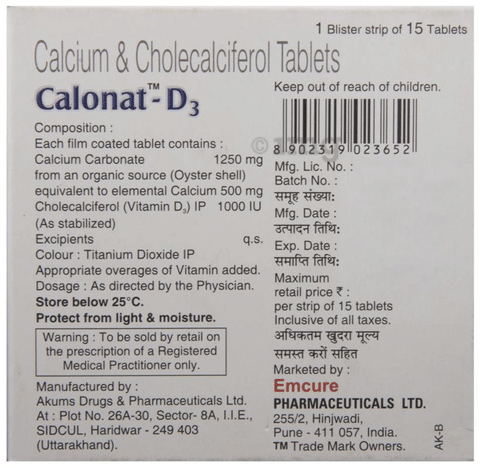 1 Blister strip of 15 Tablets
Calcium & Cholecalciferol Tablets
Calonat™-D3
Composition :
Each film coated tablet contains :
Calcium Carbonate 1250 mg
from an organic source (Oyster shell)
equivalent to elemental Calcium 500 mg
Cholecalciferol (Vitamin D3) IP 1000 IU
(As stabilized)
Excipients q.s.
Colour : Titanium Dioxide IP
Appropriate overages of Vitamin added.
Dosage : As directed by the Physician.
Store below 25°C.
Protect from light & moisture.
Warning : To be sold by retail on
the prescription of a Registered
Medical Practitioner only.
Manufactured by :
Akums Drugs & Pharmaceuticals Ltd.
At : Plot No. 26A-30, Sector- 8A, I.I.E.,
SIDCUL, Haridwar - 249 403
(Uttarakhand).
Keep out of reach of children.
8 902319 023652
Mfg. Lic. No. :
Batch No. :
समूह संख्या:
Mfg. Date :
उत्पादन तिथि:
Exp. Date :
समाप्ति तिथि:
Maximum
retail price ₹ :
per strip of 15 tablets
Inclusive of all taxes.
अधिकतम खुदरा मूल्य
समस्त करों सहित
Marketed by :
Emcure
PHARMACEUTICALS LTD.
255/2, Hinjwadi,
Pune - 411 057, India.
™ Trade Mark Owners.
AK-B